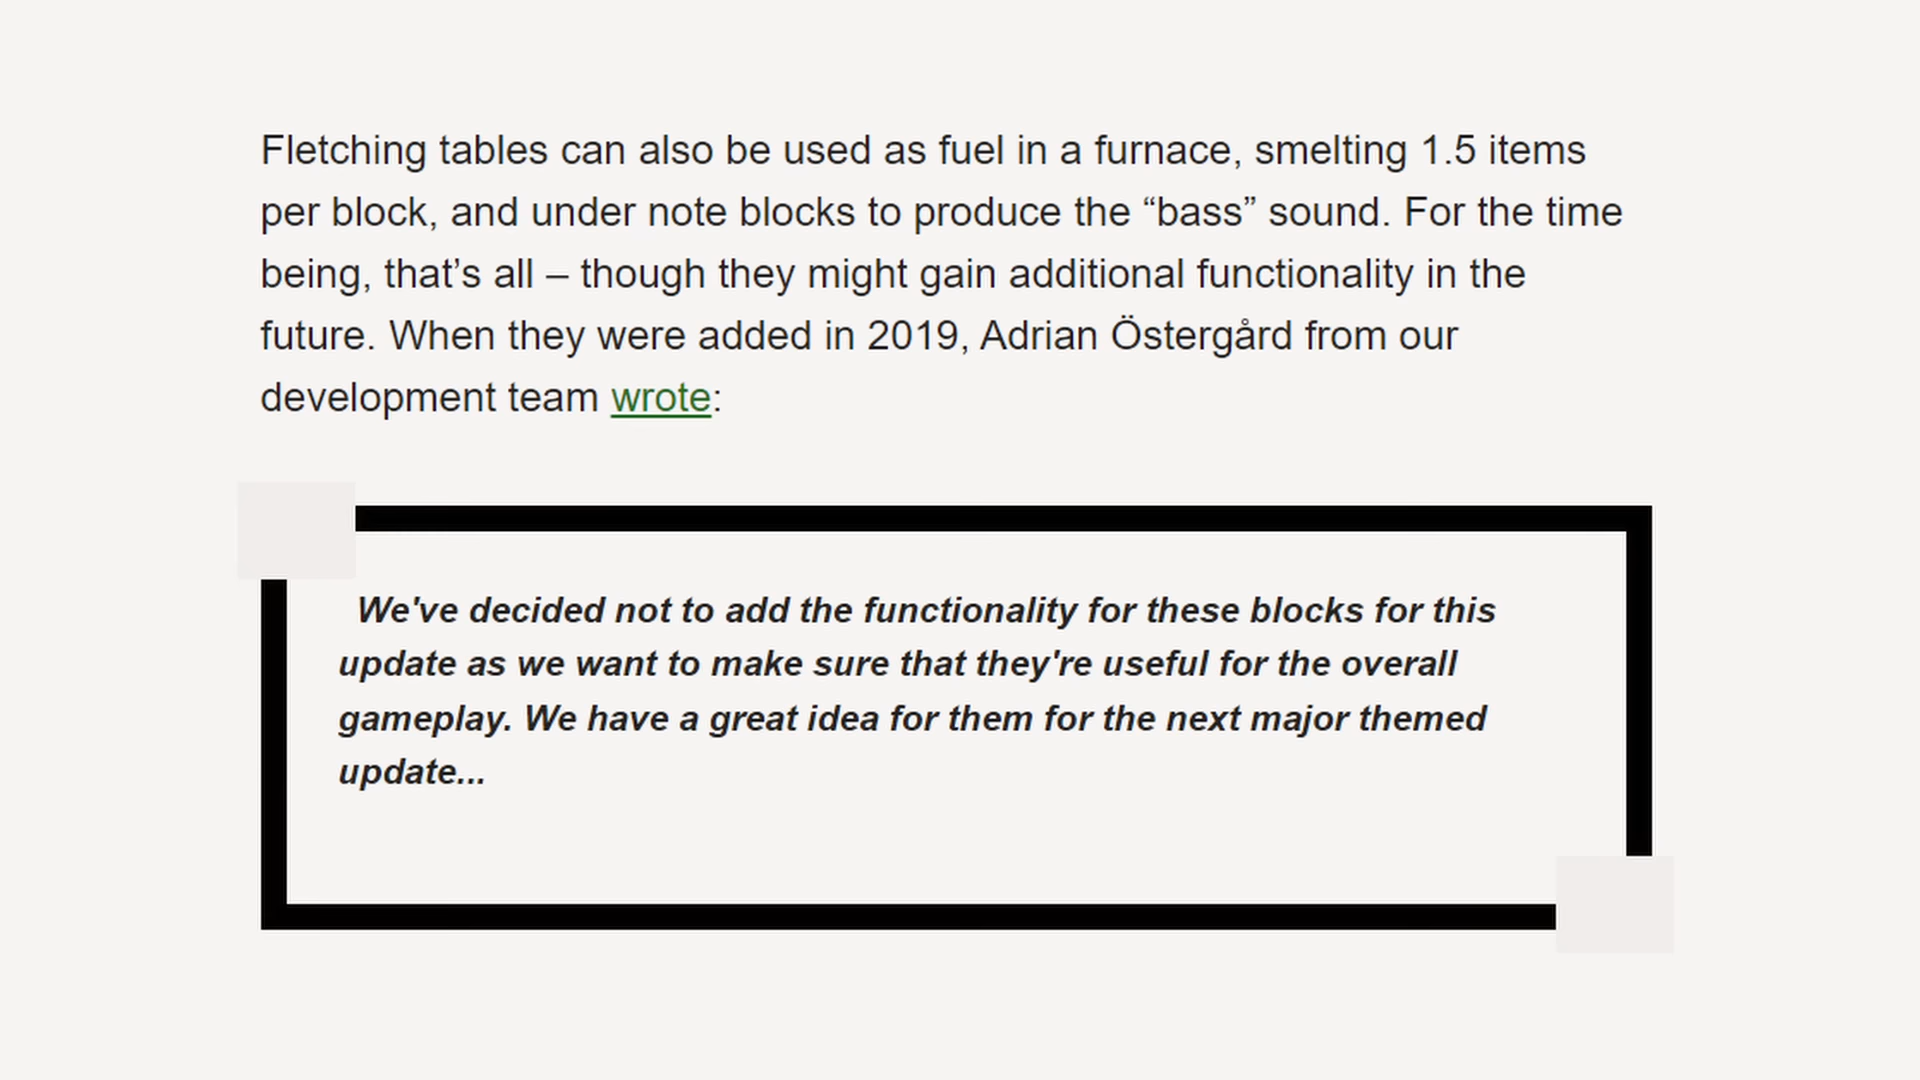 Fletching tables can also be used as fuel in a furnace, smelting 1.5 items
per block, and under note blocks to produce the “bass” sound. For the time
being, that’s all – though they might gain additional functionality in the
future. When they were added in 2019, Adrian Östergård from our
development team wrote:
We've decided not to add the functionality for these blocks for this
update as we want to make sure that they're useful for the overall
gameplay. We have a great idea for them for the next major themed
update...